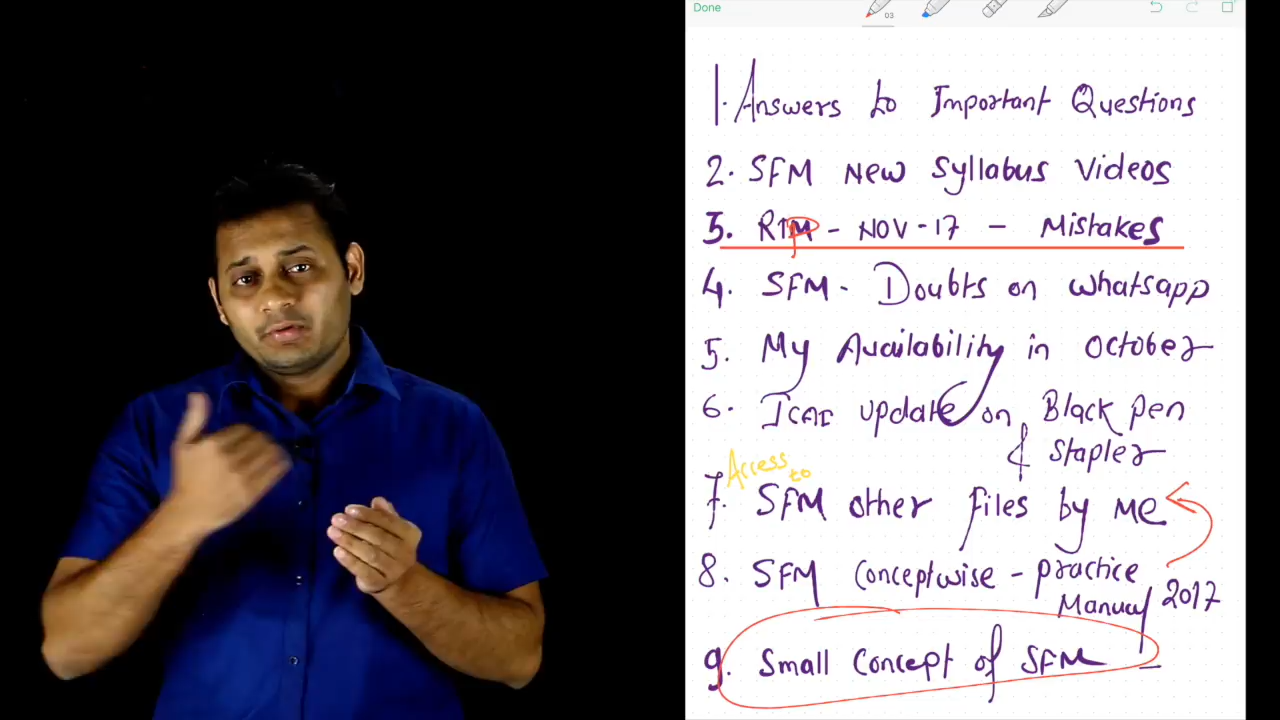 Done
03
1. Answers to Important Questions
2. SFM New Syllabus Videos
3. RTP - NOV-17 - Mistakes
4. SFM - Doubts on whatsapp
5. My Availability in October
6. ICAI update on Black pen
& stapler
Access to
7. SFM other files by ME
8. SFM Conceptwise - practice
Manual 2017
9. Small Concept of SFM -